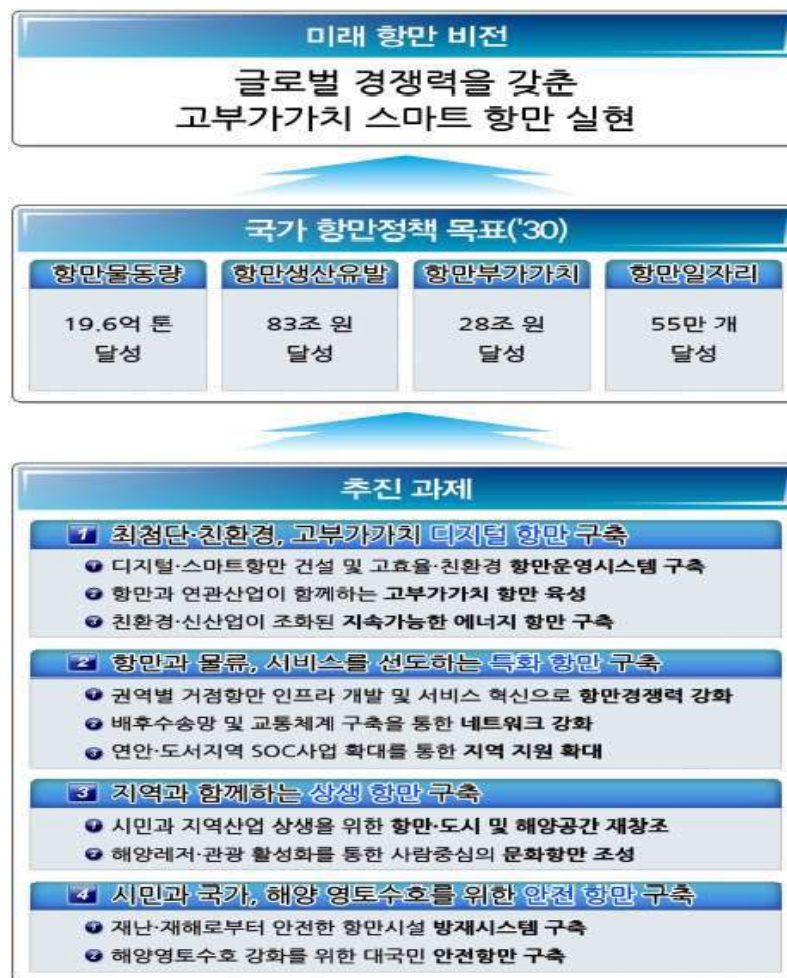 미래 항만 비전
글로벌 경쟁력을 갖춘
고부가가치 스마트 항만 실현
국가 항만정책 목표('30)
항만물동량
19.6억 톤
달성
항만생산유발
83조 원
달성
항만부가가치
28조 원
달성
항만일자리
55만 개
달성
추진 과제
1 최첨단·친환경, 고부가가치 디지털 항만 구축
❶ 디지털·스마트항만 건설 및 고효율·친환경 항만운영시스템 구축
❷ 항만과 연관산업이 함께하는 고부가가치 항만 육성
❸ 친환경·신산업이 조화된 지속가능한 에너지 항만 구축
2 항만과 물류, 서비스를 선도하는 특화 항만 구축
❶ 권역별 거점항만 인프라 개발 및 서비스 혁신으로 항만경쟁력 강화
❷ 배후수송망 및 교통체계 구축을 통한 네트워크 강화
❸ 연안·도서지역 SOC사업 확대를 통한 지역 지원 확대
3 지역과 함께하는 상생 항만 구축
❶ 시민과 지역산업 상생을 위한 항만·도시 및 해양공간 재창조
❷ 해양레저·관광 활성화를 통한 사람중심의 문화항만 조성
4 시민과 국가, 해양 영토수호를 위한 안전 항만 구축
❶ 재난·재해로부터 안전한 항만시설 방재시스템 구축
❷ 해양영토수호 강화를 위한 대국민 안전항만 구축